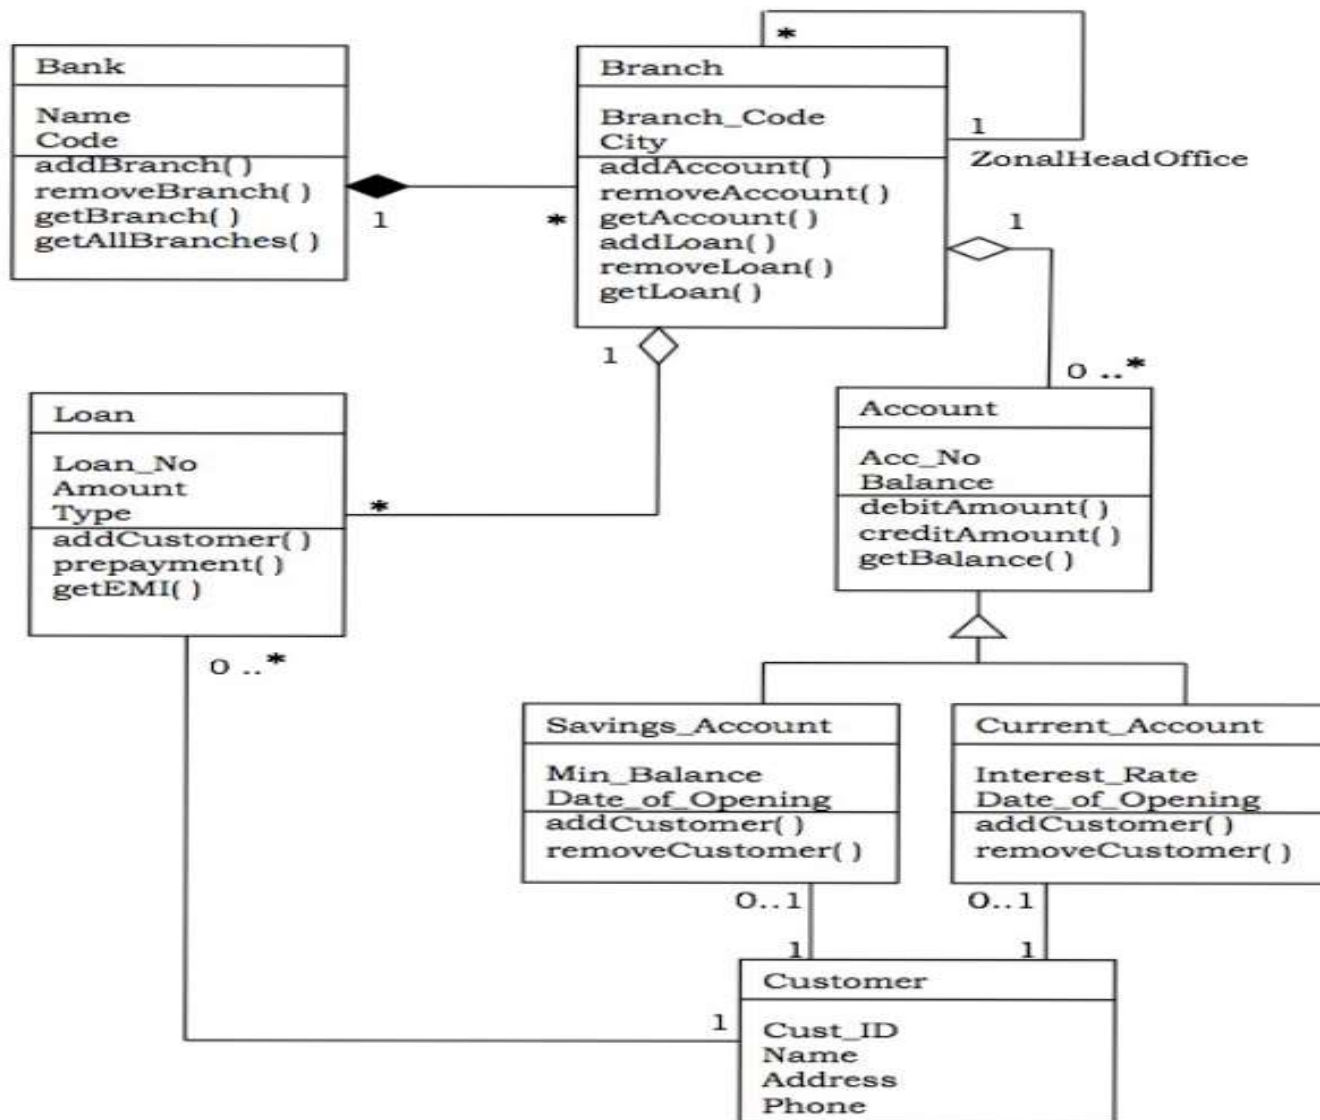 Bank
Name
Code
addBranch( )
removeBranch( )
getBranch( )
getAllBranches( )
1
*
*
Branch
Branch_Code
City
addAccount( )
removeAccount( )
getAccount( )
addLoan( )
removeLoan( )
getLoan( )
1
ZonalHeadOffice
1
0 ..*
1
*
Loan
Loan_No
Amount
Type
addCustomer( )
prepayment( )
getEMI( )
0 ..*
Account
Acc_No
Balance
debitAmount( )
creditAmount( )
getBalance( )
Savings_Account
Min_Balance
Date_of_Opening
addCustomer( )
removeCustomer( )
0..1
1
Current_Account
Interest_Rate
Date_of_Opening
addCustomer( )
removeCustomer( )
0..1
1
1
Customer
Cust_ID
Name
Address
Phone